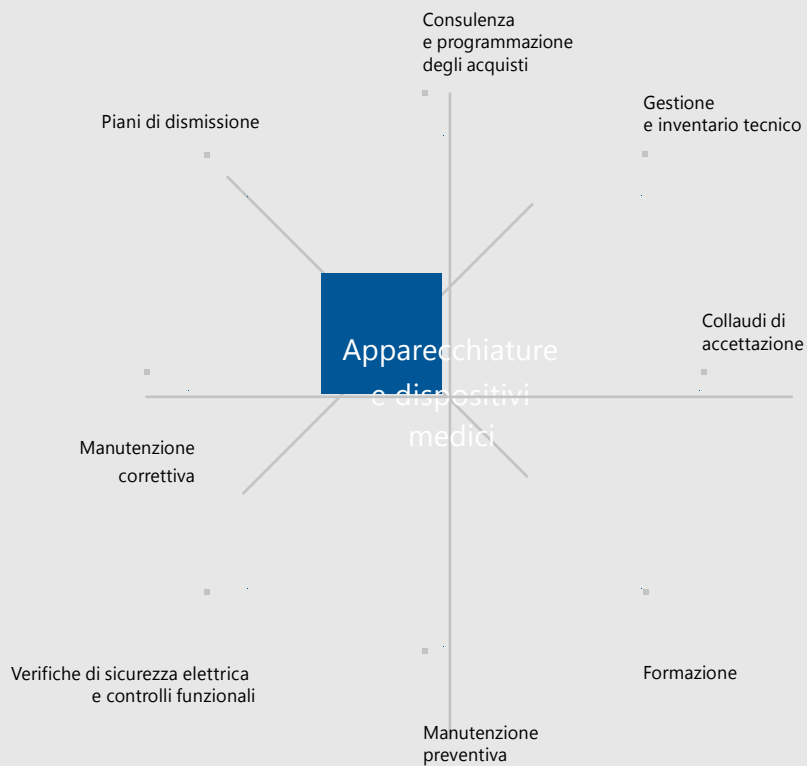 Consulenza
e programmazione
degli acquisti
Gestione
e inventario tecnico
Piani di dismissione
Collaudi di
accettazione
Apparecchiature
e dispositivi
medici
Manutenzione
correttiva
Verifiche di sicurezza elettrica
e controlli funzionali
Formazione
Manutenzione
preventiva